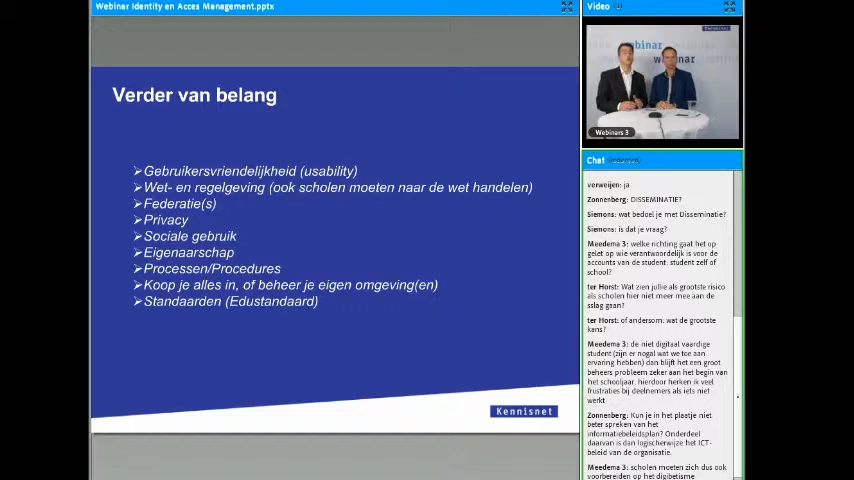 Webinar Identity en Acces Management.pptx
Verder van belang
Gebruikersvriendelijkheid (usability)
Wet- en regelgeving (ook scholen moeten naar de wet handelen)
Federatie(s)
Privacy
Sociale gebruik
Eigenaarschap
Processen/Procedures
Koop je alles in, of beheer je eigen omgeving(en)
Standaarden (Edustandaard)
Kennisnet
Video
Kennisnet
webinar
webinar
Webinars 3
Chat (Iedereen)
verweijen: ja
Zonnenberg: DISSEMINATIE?
Siemons: wat bedoel je met Disseminatie?
Siemons: is dat je vraag?
Meedema 3: welke richting gaat het op
gelet op wie verantwoordelijk is voor de
accounts van de student: student zelf of
school?
ter Horst: Wat zien jullie als grootste risico
als scholen hier niet meer mee aan de
sslag gaan?
ter Horst: of andersom: wat de grootste
kans?
Meedema 3: de niet digitaal vaardige
student (zijn er nogal wat we toe aan
ervaring hebben) dan blijft het een groot
beheers probleem zeker aan het begin van
het schooljaar. hierdoor herken ik veel
frustraties bij deelnemers als iets niet
werkt
Zonnenberg: Kun je in het plaatje niet
beter spreken van het
informatiebeleidsplan? Onderdeel
daarvan is dan logischerwijze het ICT-
beleid van de organisatie.
Meedema 3: scholen moeten zich dus ook
voorbereiden op het digibetisme